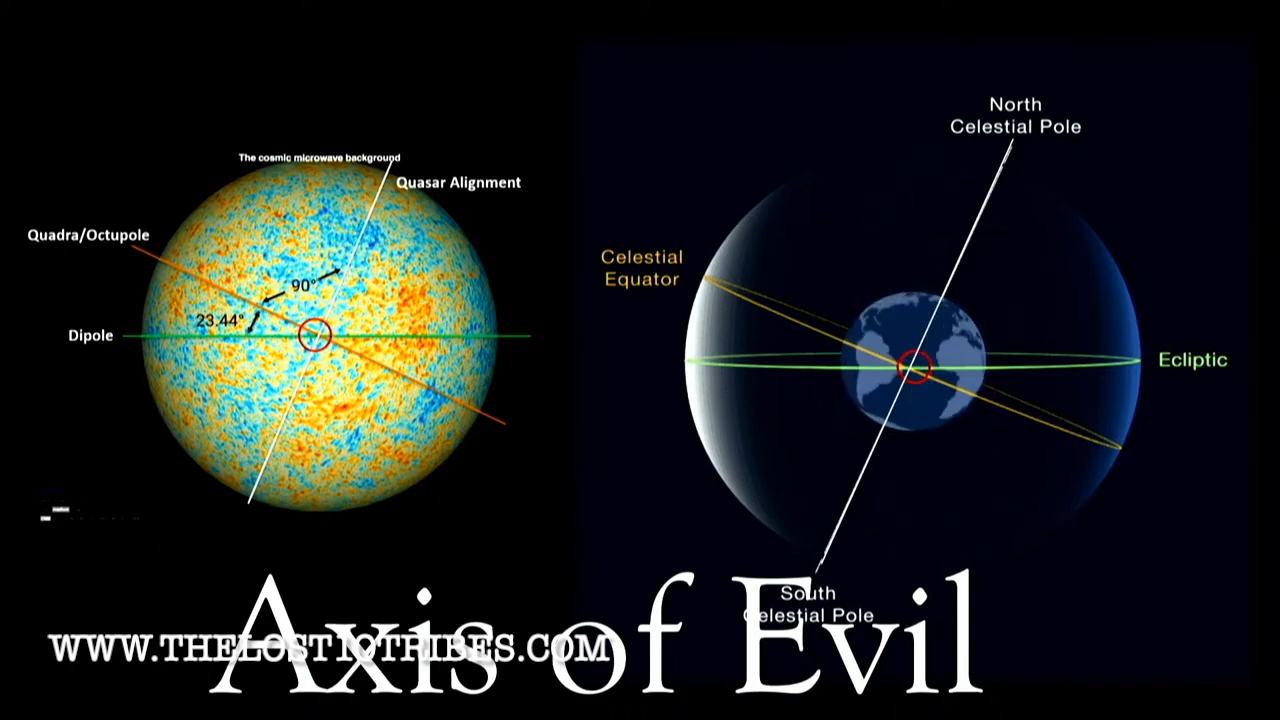 The cosmic microwave background
Quasar Alignment
Quadra/Octupole
90°
23.44°
Dipole
North
Celestial Pole
Celestial
Equator
Ecliptic
South
Celestial Pole
Axis of Evil
WWW.THELOSTIOTRIBES.COM